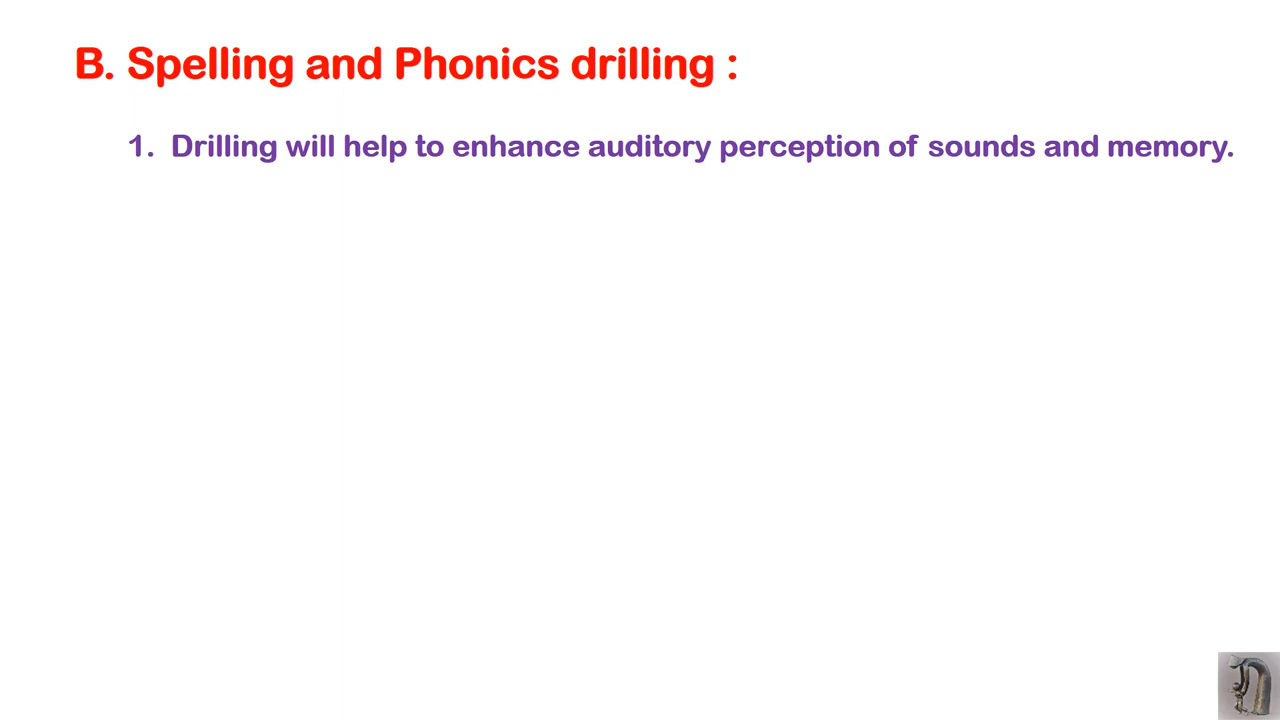 B. Spelling and Phonics drilling :
1. Drilling will help to enhance auditory perception of sounds and memory.